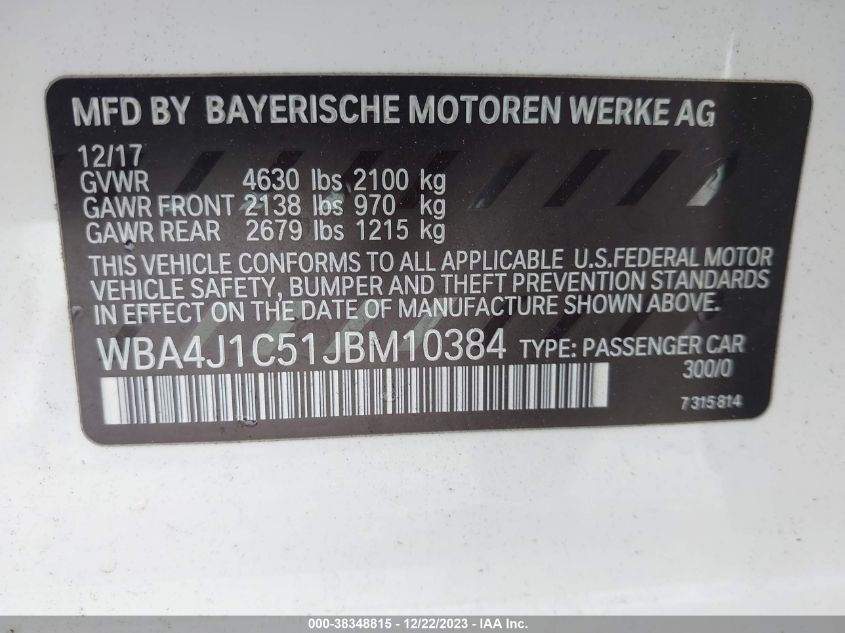 MFD BY BAYERISCHE MOTOREN WERKE AG
12/17
GVWR 4630 lbs 2100 kg
GAWR FRONT 2138 lbs 970 kg
GAWR REAR 2679 lbs 1215 kg
THIS VEHICLE CONFORMS TO ALL APPLICABLE U.S.FEDERAL MOTOR
VEHICLE SAFETY, BUMPER AND THEFT PREVENTION STANDARDS
IN EFFECT ON THE DATE OF MANUFACTURE SHOWN ABOVE.
WBA4J1C51JBM10384 TYPE: PASSENGER CAR
300/0
7315814
000-38348815 - 12/22/2023 - IAA Inc.